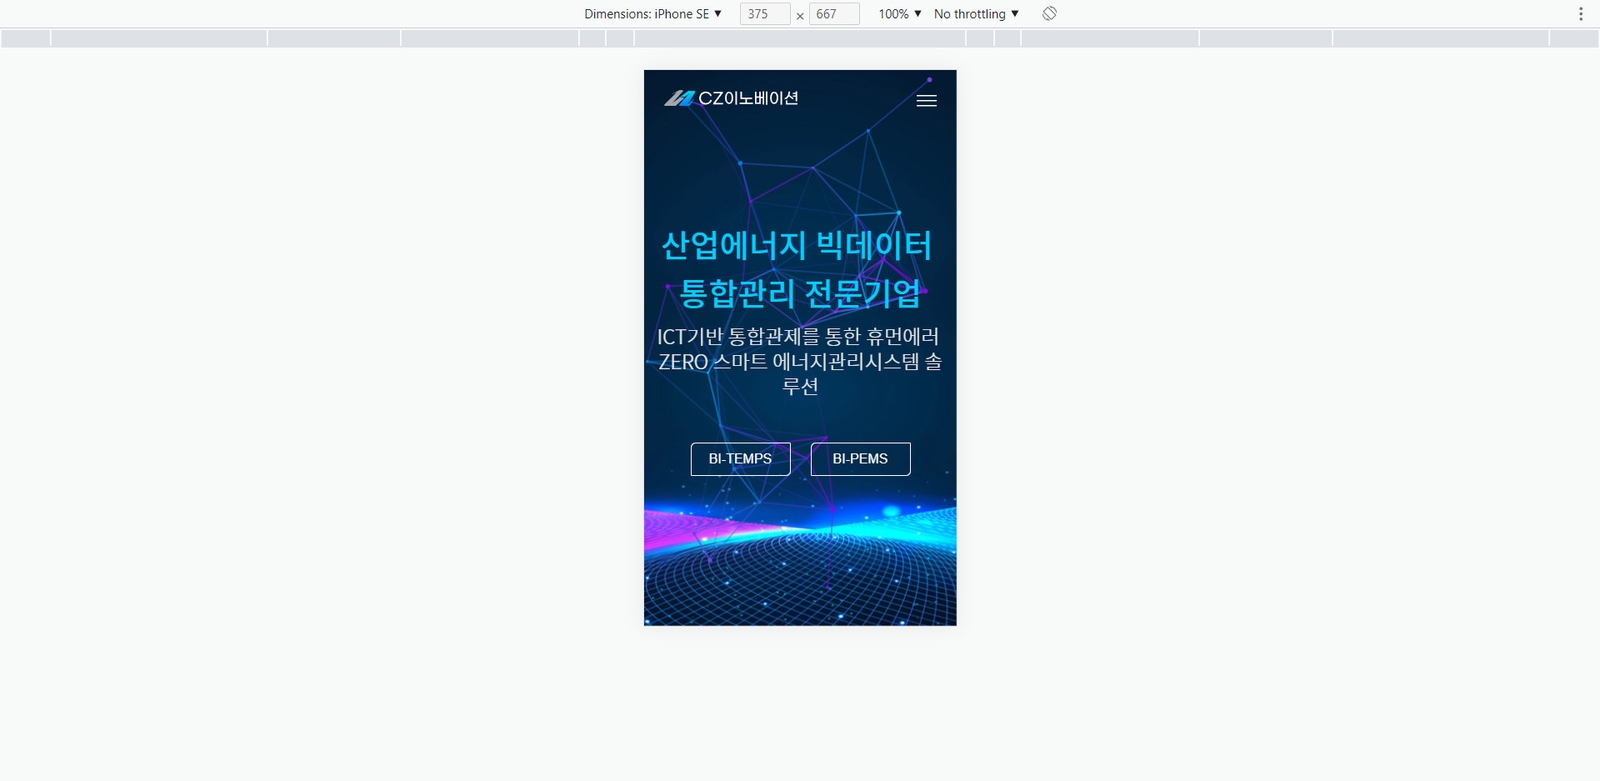 Dimensions: iPhone SE ▼ 375 × 667 100% ▼ No throttling ▼
CZ이노베이션
산업에너지 빅데이터
통합관리 전문기업
ICT기반 통합관제를 통한 휴먼에러
ZERO 스마트 에너지관리시스템 솔
루션
BI-TEMPS BI-PEMS